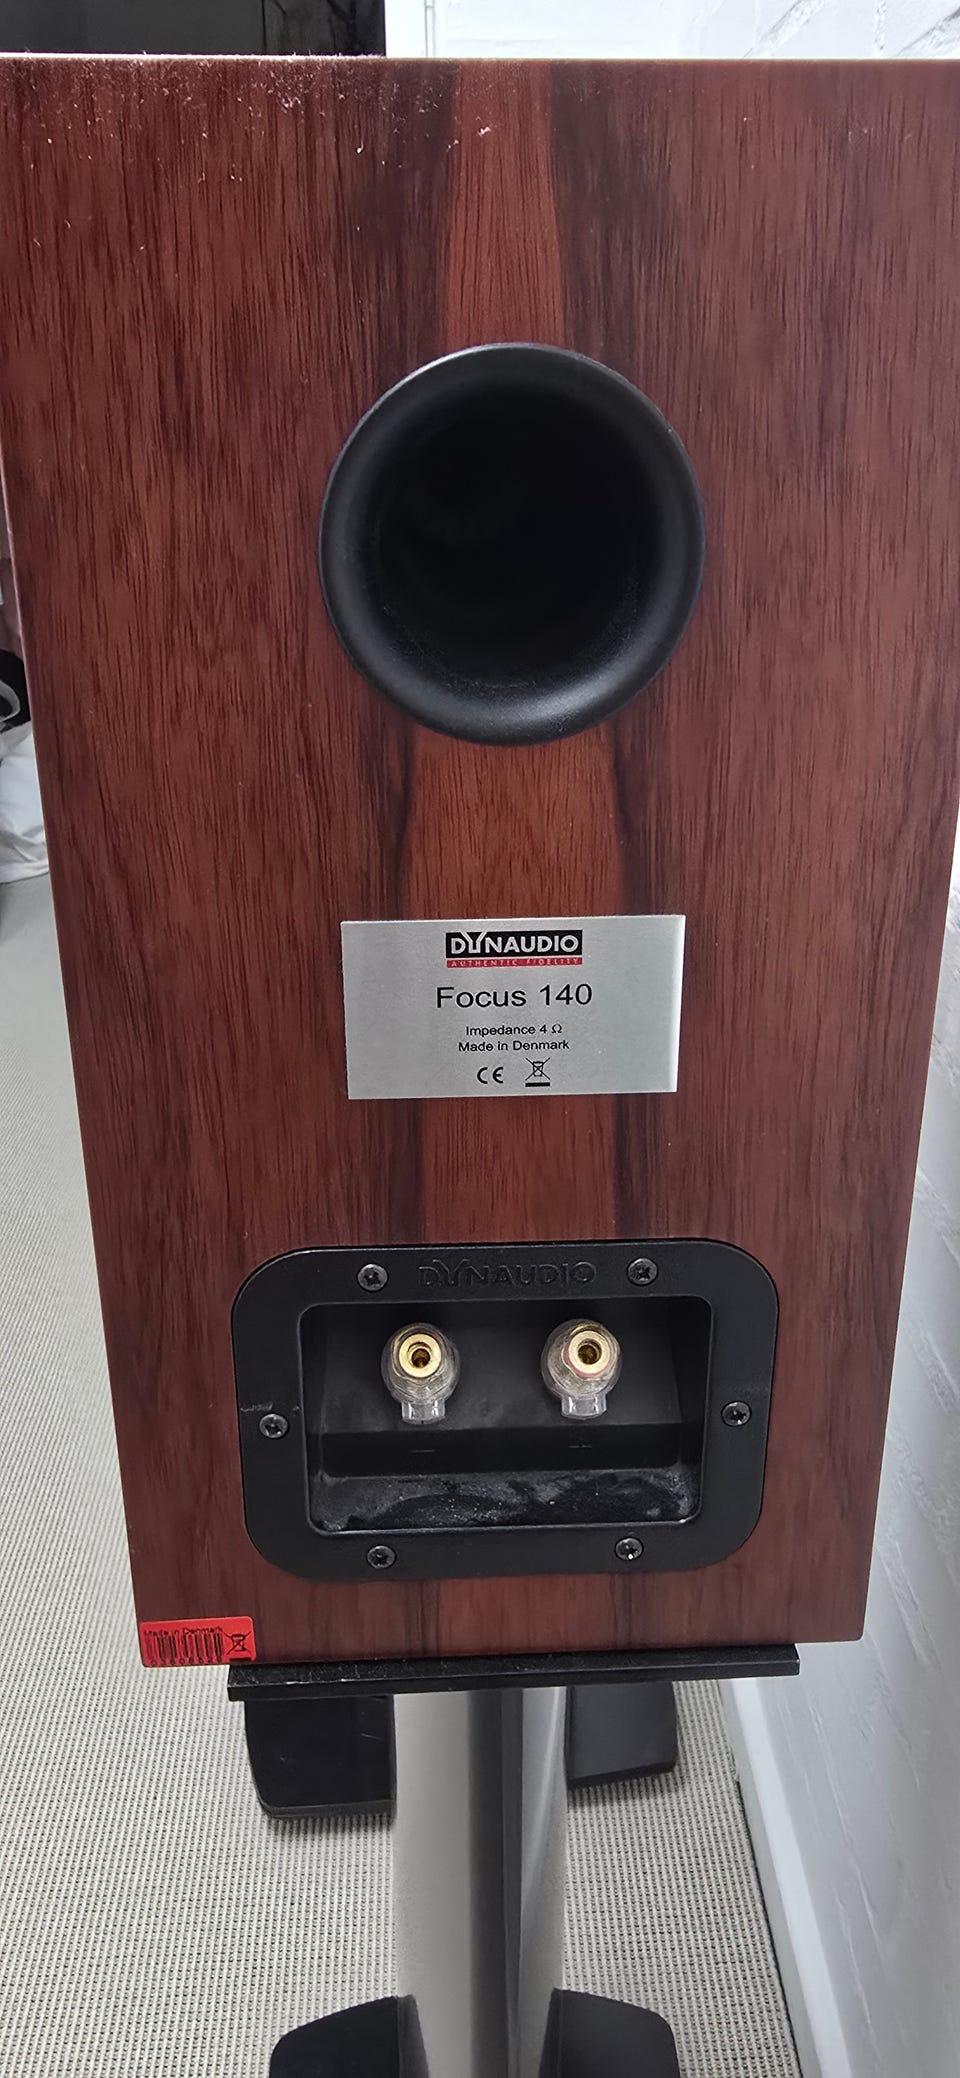 DYNAUDIO
AUTHENTIC FIDELITY
Focus 140
Impedance 4 Ω
Made in Denmark
CE
DYNAUDIO
Made in Denmark